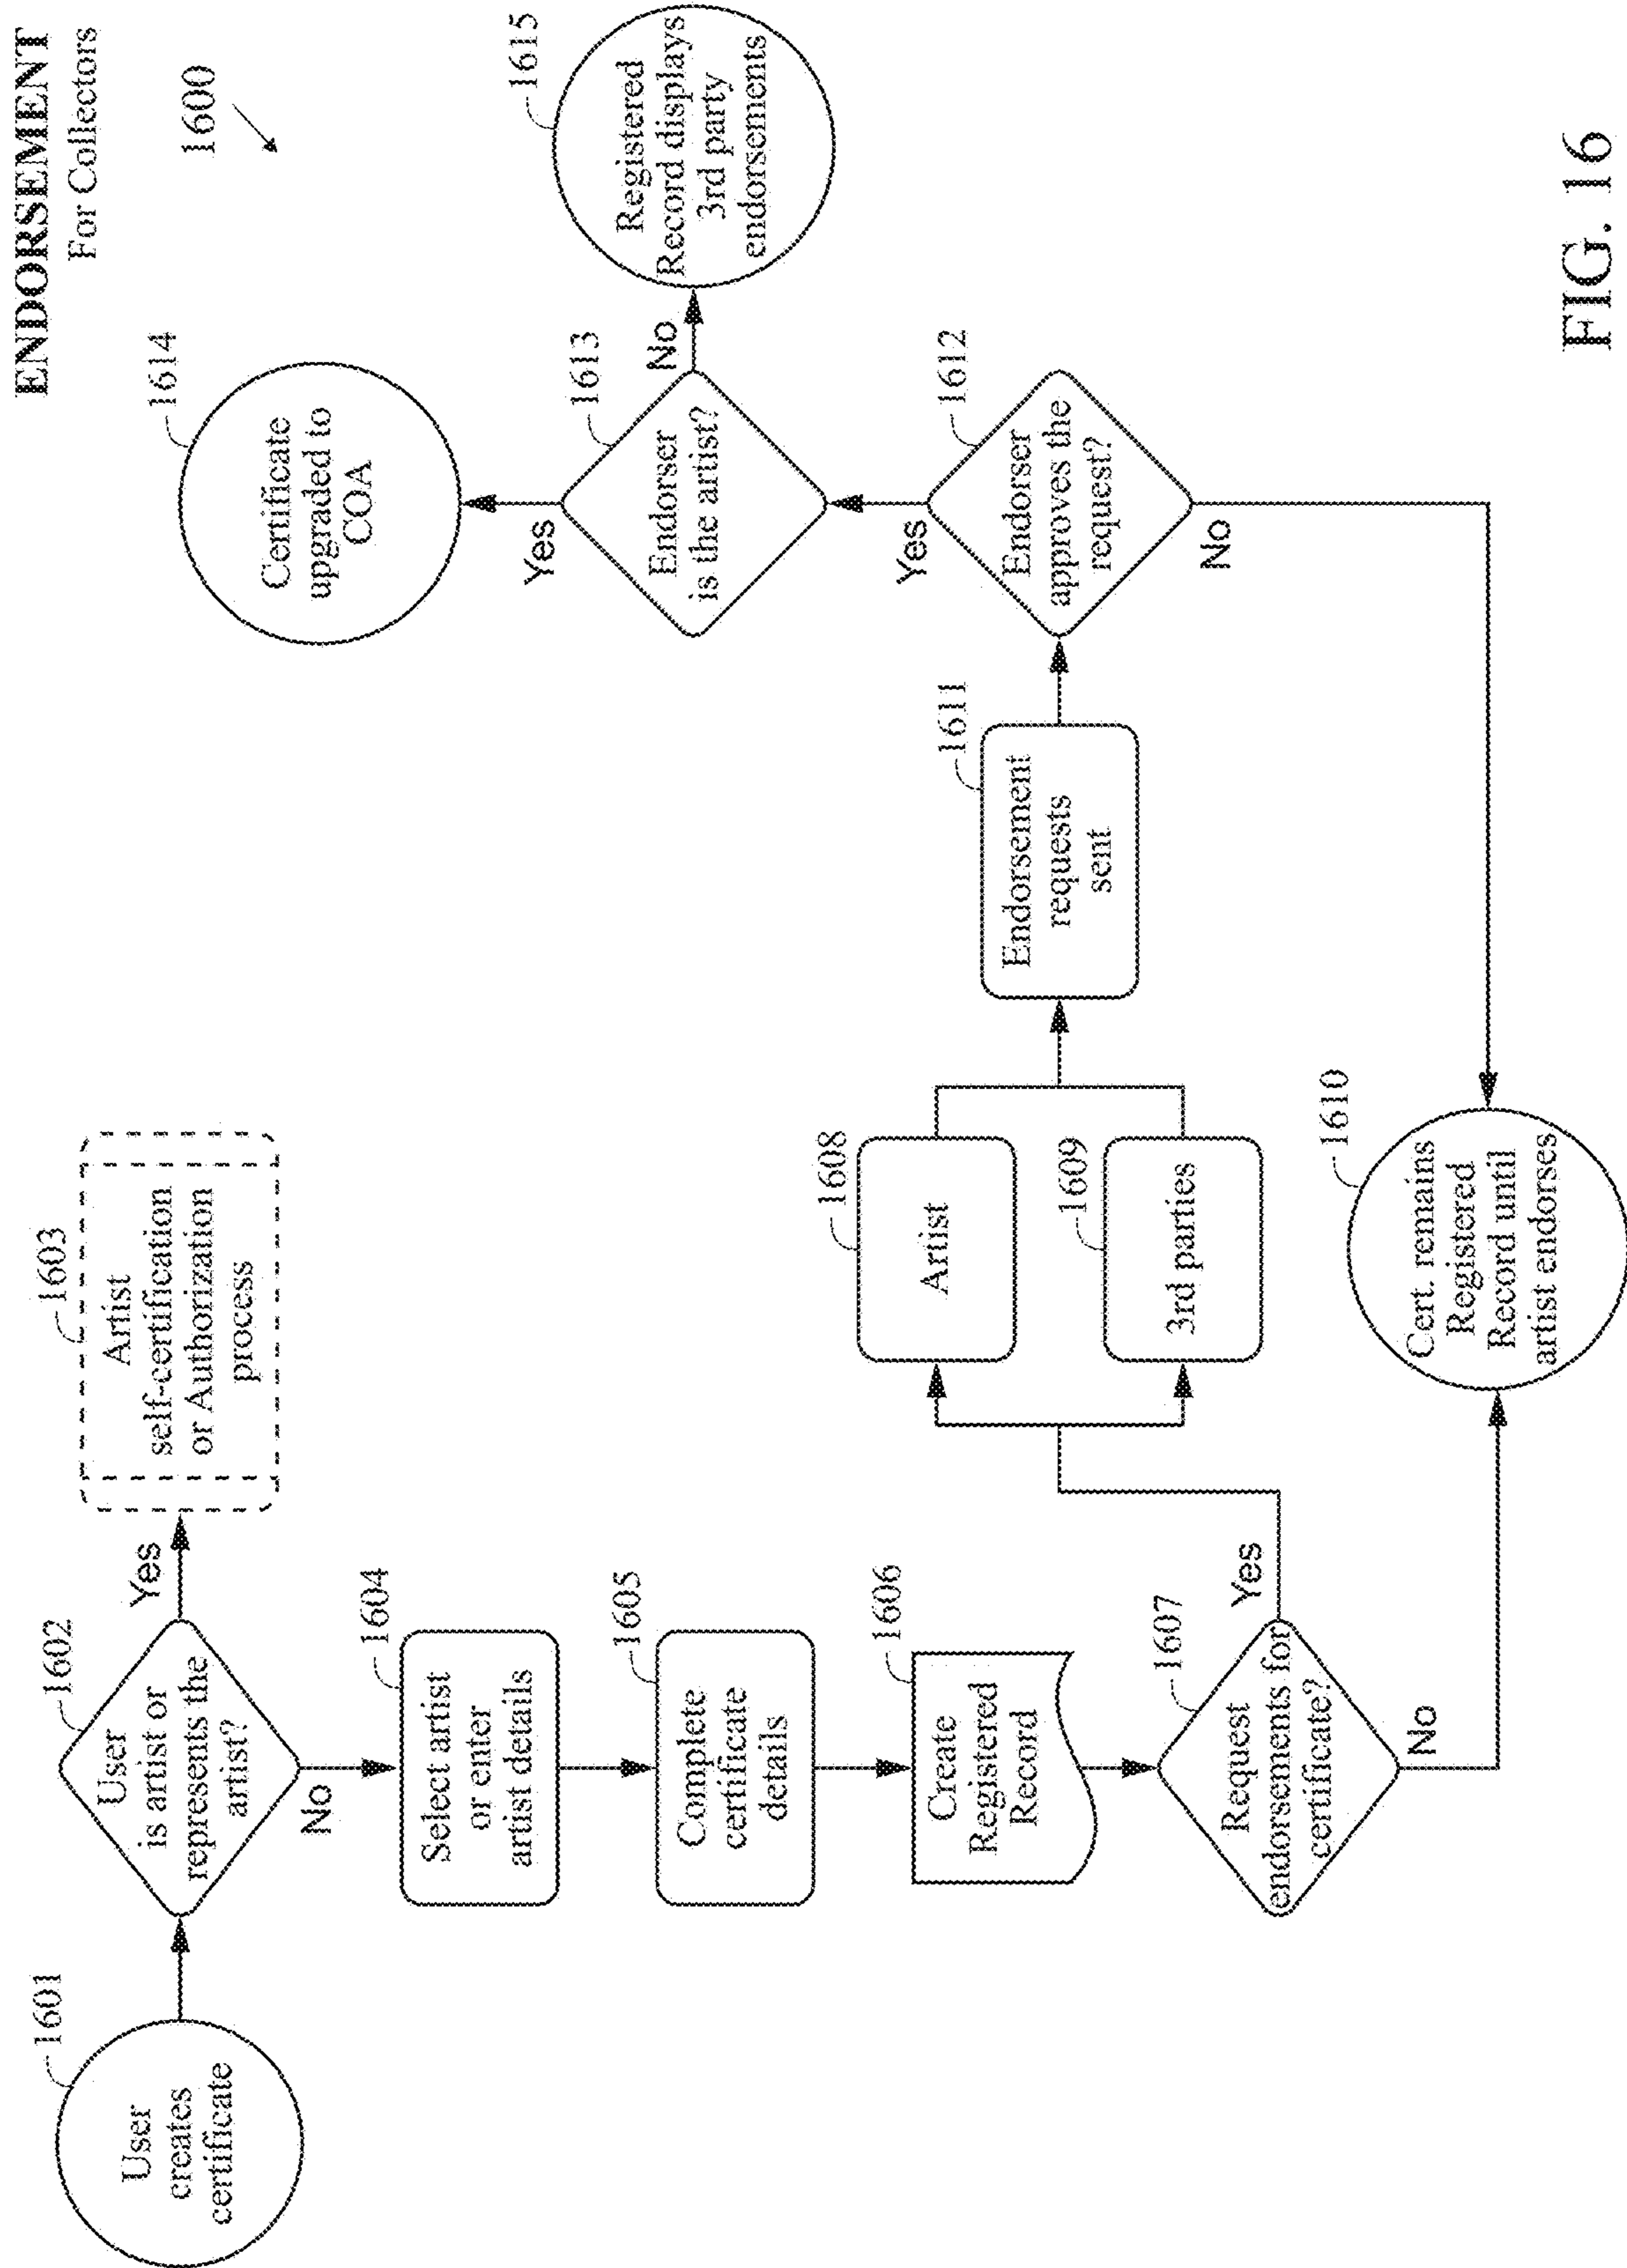 ENDORSEMENT
For Collectors
1600
1601
User
creates
certificate
1602
User
is artist or
represents the
artist?
Yes
No
1603
Artist
self-certification
or Authorization
process
1604
Select artist
or enter
artist details
1605
Complete
certificate
details
1606
Create
Registered
Record
1607
Request
endorsements for
certificate?
Yes
No
1608
Artist
1609
3rd parties
1610
Cert. remains
Registered
Record until
artist endorses
1611
Endorsement
requests
sent
1612
Endorser
approves the
request?
Yes
No
1613
Endorser
is the artist?
Yes
No
1614
Certificate
upgraded to
COA
1615
Registered
Record displays
3rd party
endorsements
FIG. 16